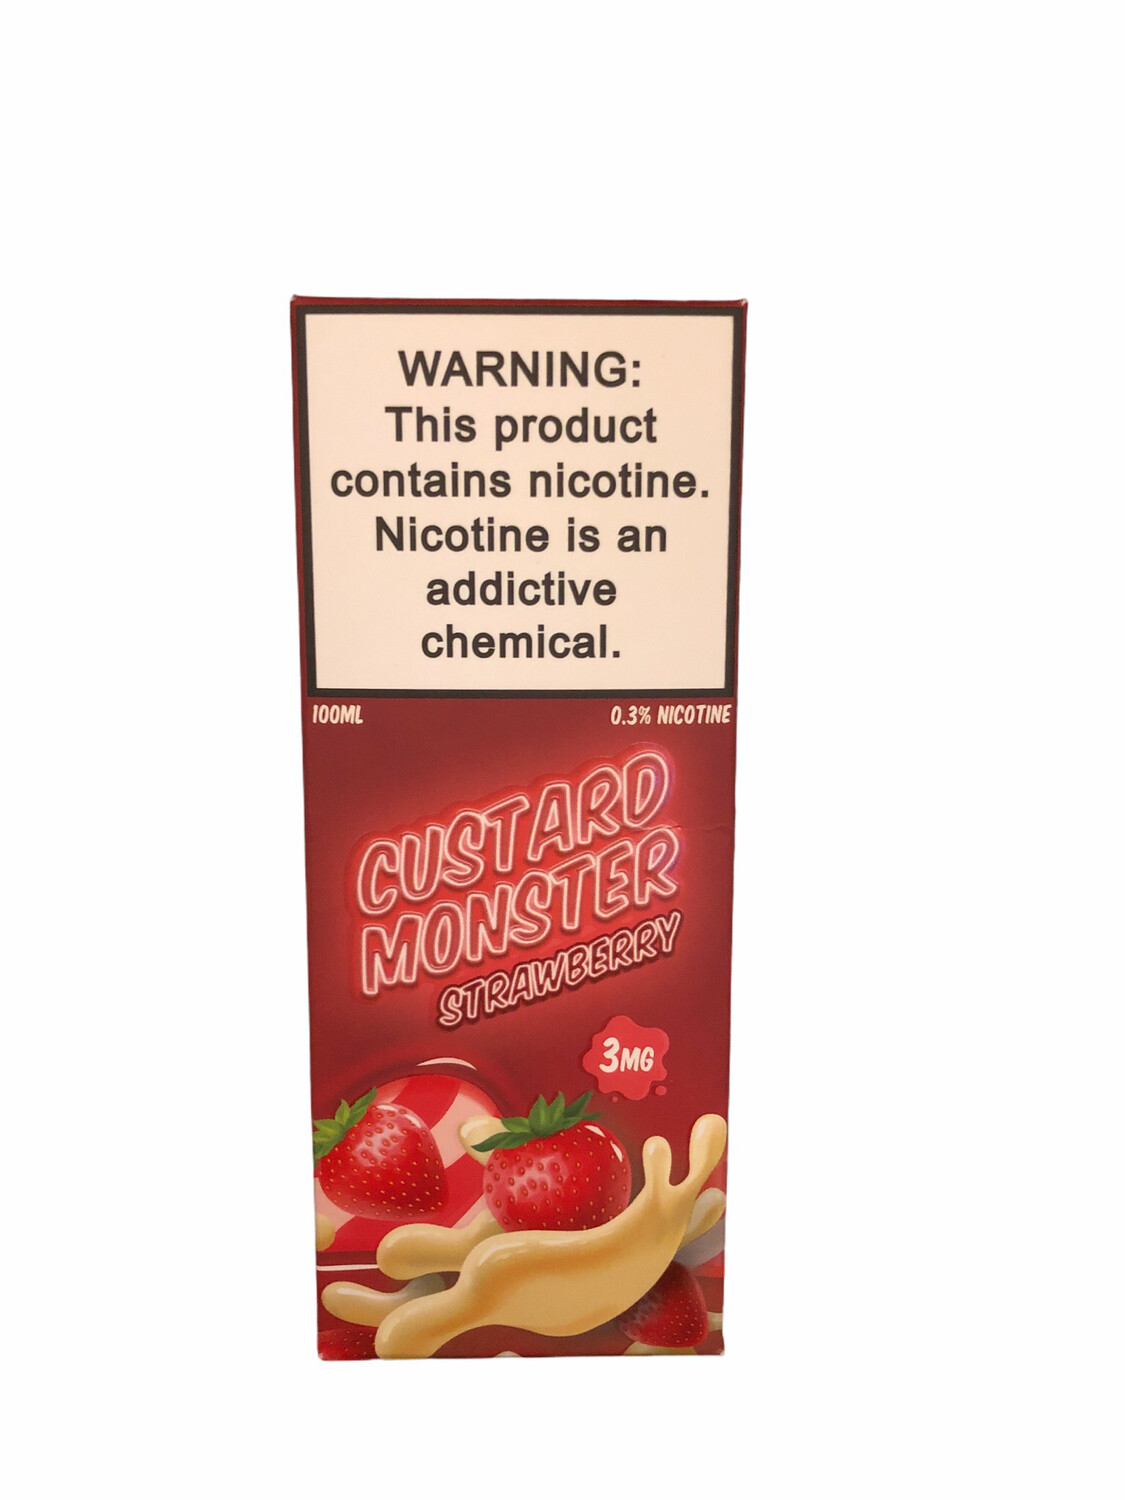 WARNING:
This product
contains nicotine.
Nicotine is an
addictive
chemical.
100ML 0.3% NICOTINE
CUSTARD
MONSTER
STRAWBERRY
3MG